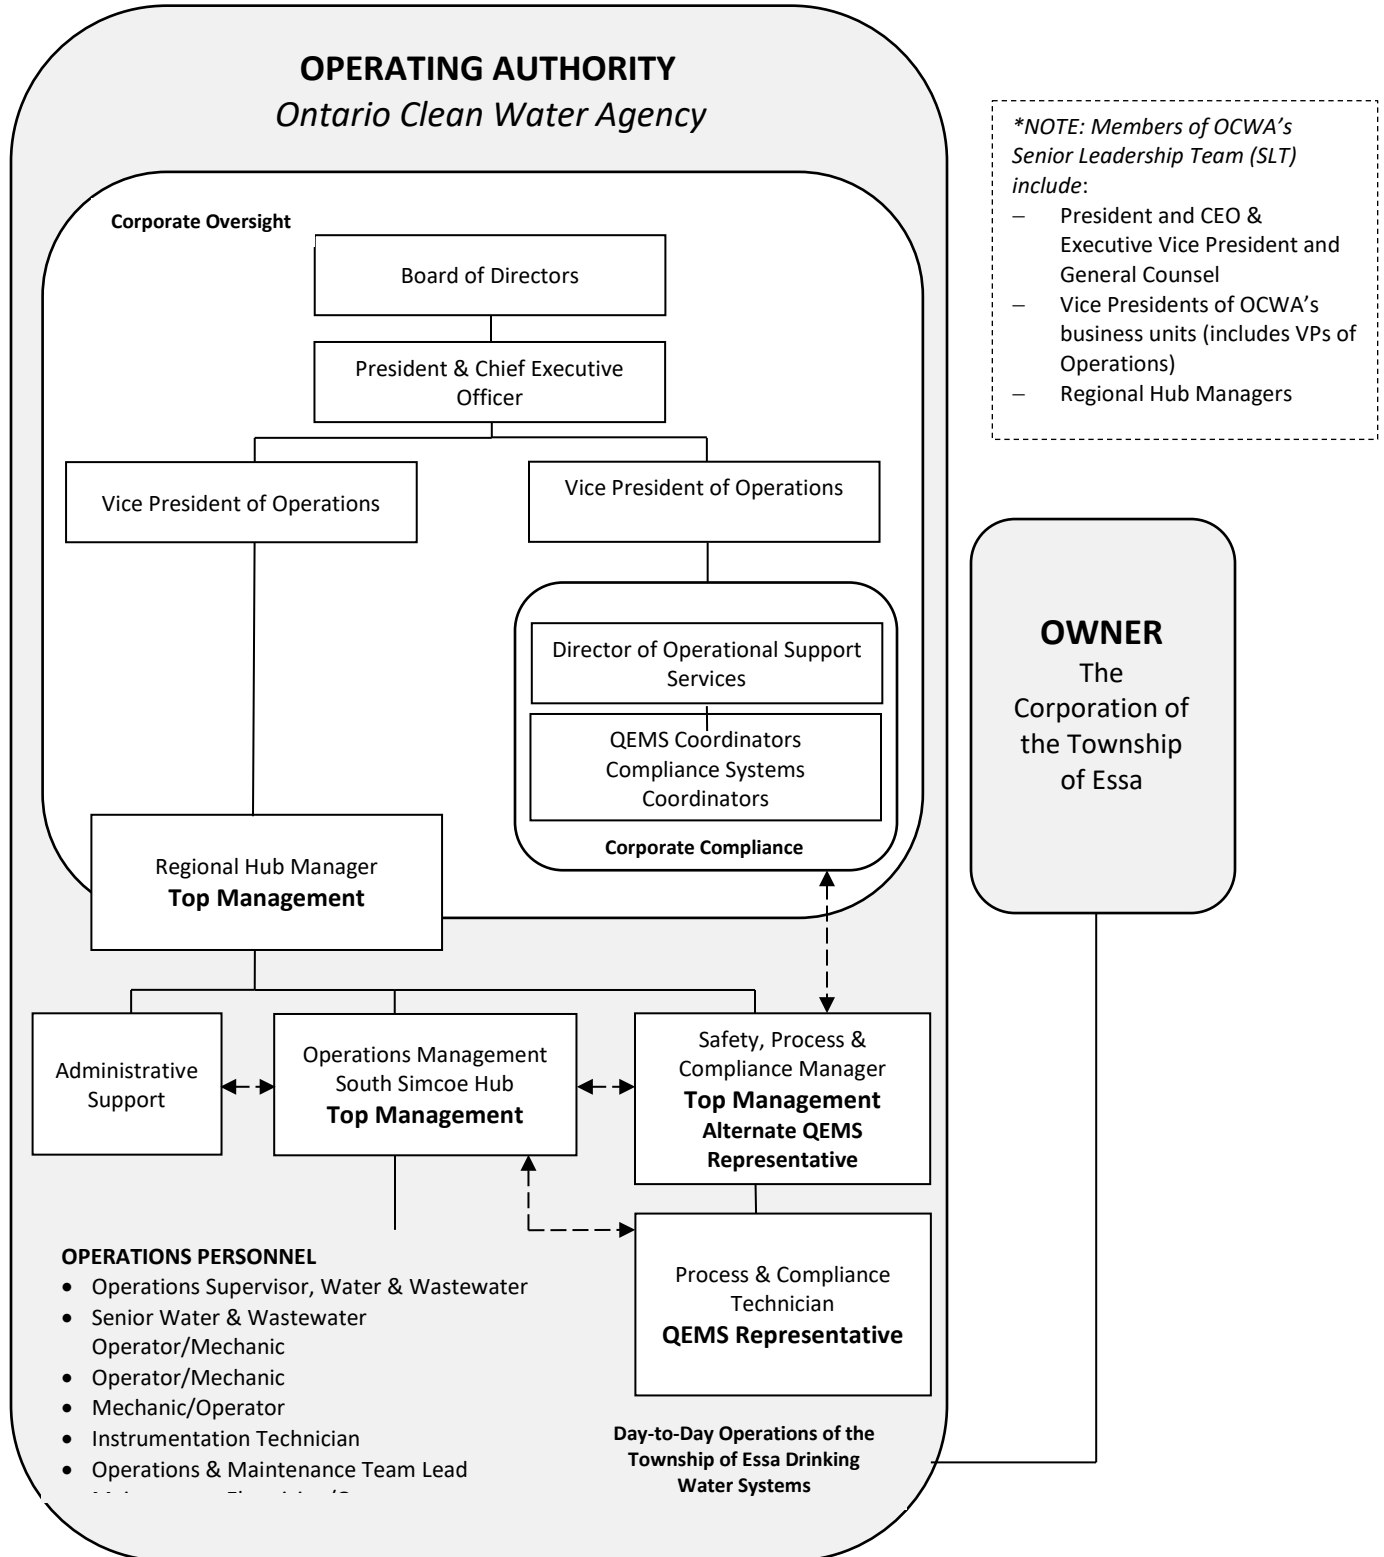 OPERATING AUTHORITY
Ontario Clean Water Agency
*NOTE: Members of OCWA’s
Senior Leadership Team (SLT)
include:
– President and CEO &
Executive Vice President and
General Counsel
– Vice Presidents of OCWA’s
business units (includes VPs of
Operations)
– Regional Hub Managers
Corporate Oversight
Board of Directors
President & Chief Executive
Officer
Vice President of Operations
Vice President of Operations
Director of Operational Support
Services
QEMS Coordinators
Compliance Systems
Coordinators
Corporate Compliance
OWNER
The
Corporation of
the Township
of Essa
Regional Hub Manager
Top Management
Administrative
Support
Operations Management
South Simcoe Hub
Top Management
Safety, Process &
Compliance Manager
Top Management
Alternate QEMS
Representative
Process & Compliance
Technician
QEMS Representative
OPERATIONS PERSONNEL
• Operations Supervisor, Water & Wastewater
• Senior Water & Wastewater
Operator/Mechanic
• Operator/Mechanic
• Mechanic/Operator
• Instrumentation Technician
• Operations & Maintenance Team Lead
Day-to-Day Operations of the
Township of Essa Drinking
Water Systems